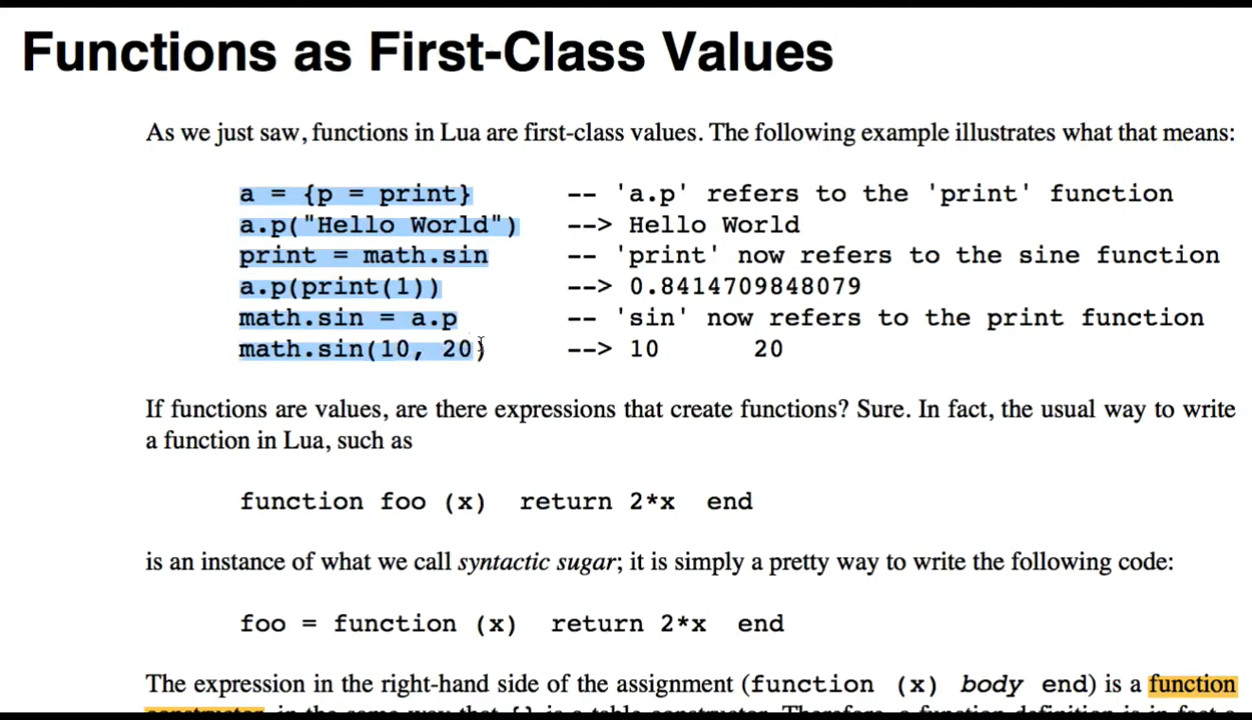 Functions as First-Class Values
As we just saw, functions in Lua are first-class values. The following example illustrates what that means:
a = {p = print} -- 'a.p' refers to the 'print' function
a.p("Hello World") --> Hello World
print = math.sin -- 'print' now refers to the sine function
a.p(print(1)) --> 0.8414709848079
math.sin = a.p -- 'sin' now refers to the print function
math.sin(10, 20) --> 10 20
If functions are values, are there expressions that create functions? Sure. In fact, the usual way to write
a function in Lua, such as
function foo (x) return 2*x end
is an instance of what we call syntactic sugar; it is simply a pretty way to write the following code:
foo = function (x) return 2*x end
The expression in the right-hand side of the assignment (function (x) body end) is a function